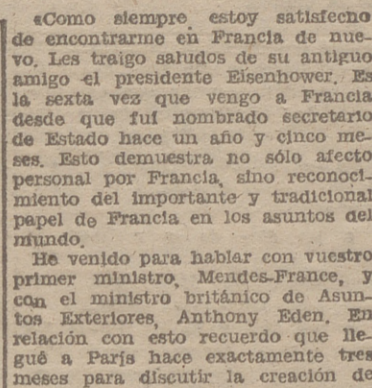 «Como siempre, estoy satisfecho
de encontrarme en Francia de nue-
vo. Les traigo saludos de su antiguo
amigo el presidente Eisenhower. Es
la sexta vez que vengo a Francia
desde que fuí nombrado secretario
de Estado hace un año y cinco me-
ses. Esto demuestra no sólo afecto
personal por Francia, sino reconoci-
miento del importante y tradicional
papel de Francia en los asuntos del
mundo.
He venido para hablar con vuestro
primer ministro, Mendes-France, y
con el ministro británico de Asun-
tos Exteriores, Anthony Eden. En
relación con esto recuerdo que lle-
gué a París hace exactamente tres
meses para discutir la creación de